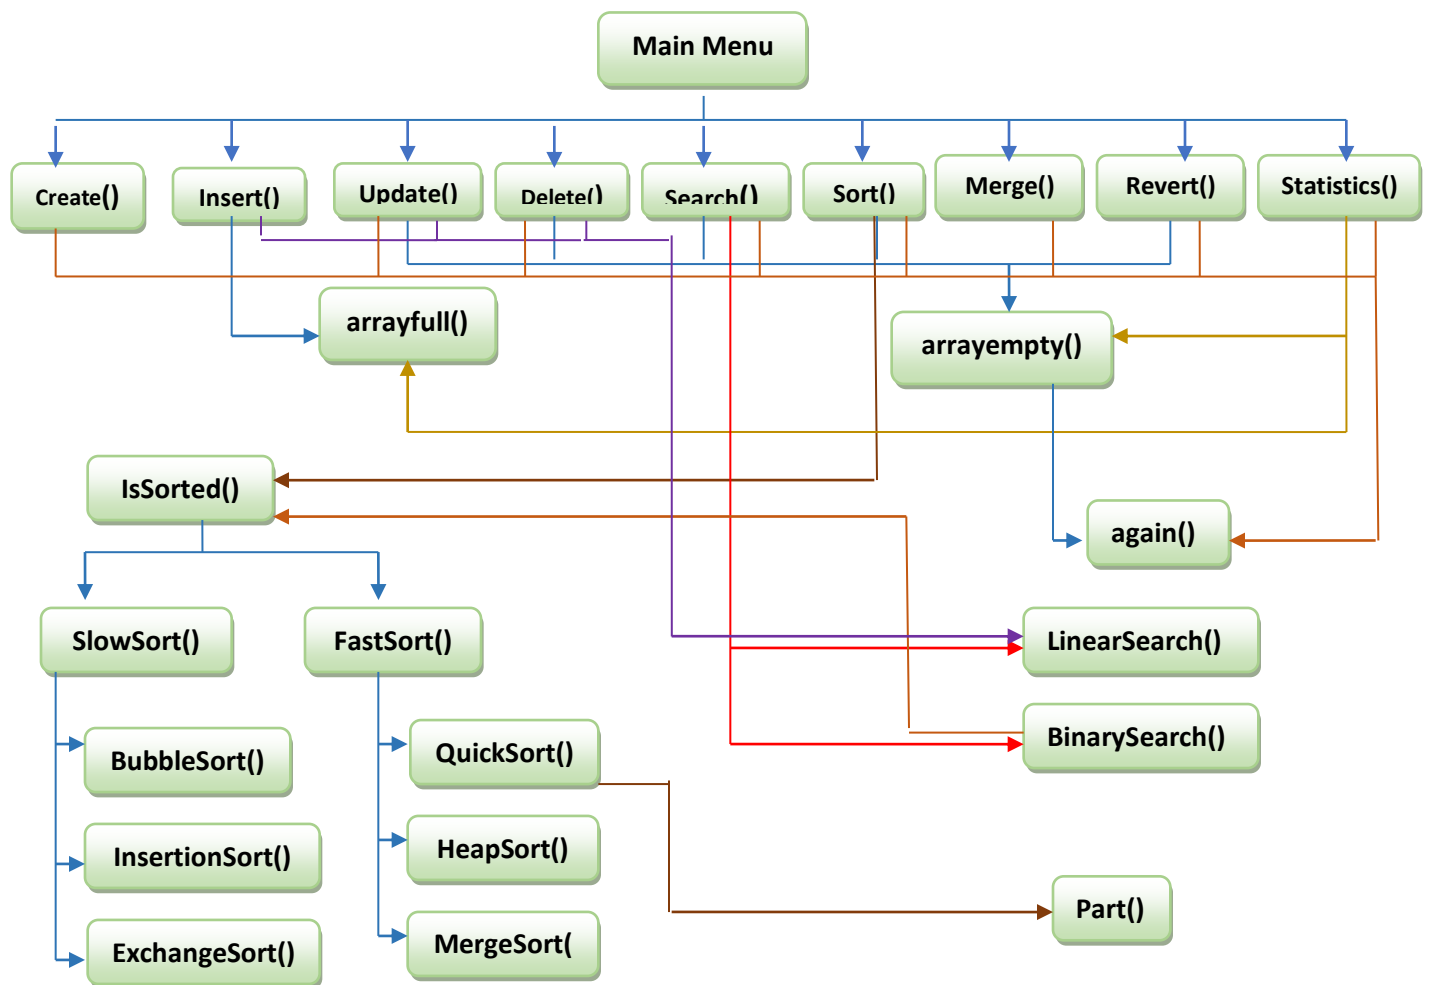 Main Menu
Create()
Insert()
Update()
Delete()
Search()
Sort()
Merge()
Revert()
Statistics()
arrayfull()
arrayempty()
IsSorted()
again()
SlowSort()
FastSort()
LinearSearch()
BubbleSort()
QuickSort()
BinarySearch()
InsertionSort()
HeapSort()
Part()
ExchangeSort()
MergeSort(